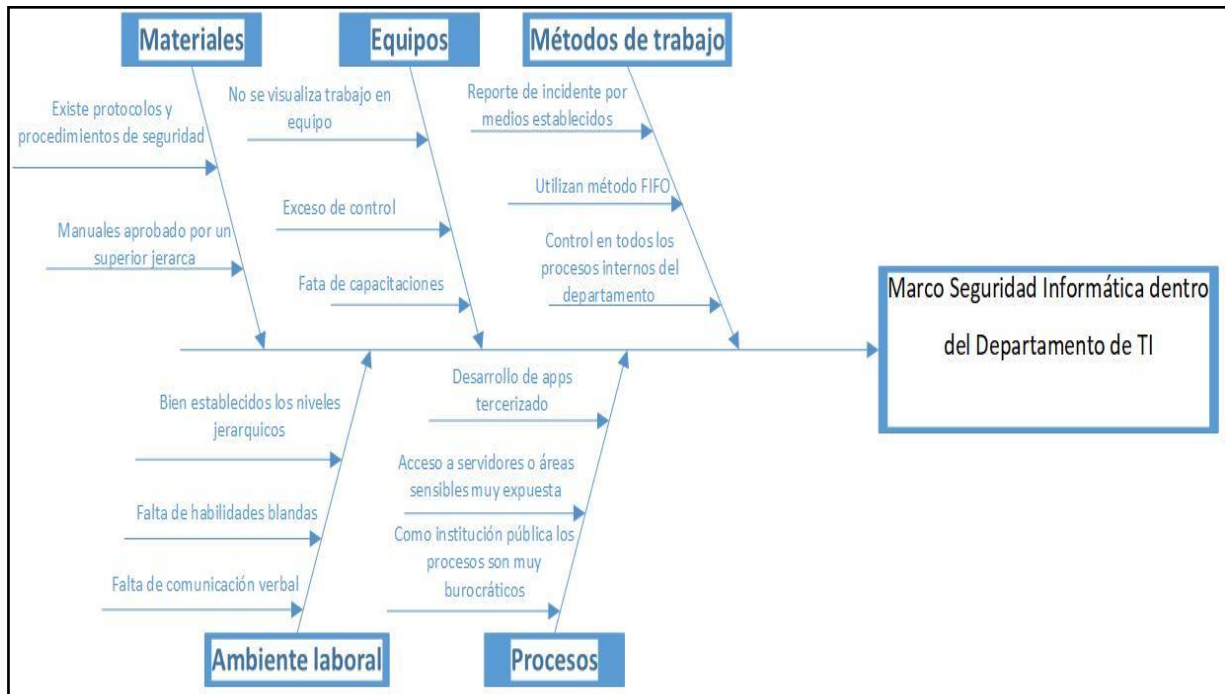 Materiales
Equipos
Métodos de trabajo
Existe protocolos y
procedimientos de seguridad
Manuales aprobado por un
superior jerarca
No se visualiza trabajo en
equipo
Exceso de control
Fata de capacitaciones
Reporte de incidente por
medios establecidos
Utilizan método FIFO
Control en todos los
procesos internos del
departamento
Marco Seguridad Informática dentro
del Departamento de TI
Bien establecidos los niveles
jerarquicos
Falta de habilidades blandas
Falta de comunicación verbal
Desarrollo de apps
tercerizado
Acceso a servidores o áreas
sensibles muy expuesta
Como institución pública los
procesos son muy
burocráticos
Ambiente laboral
Procesos